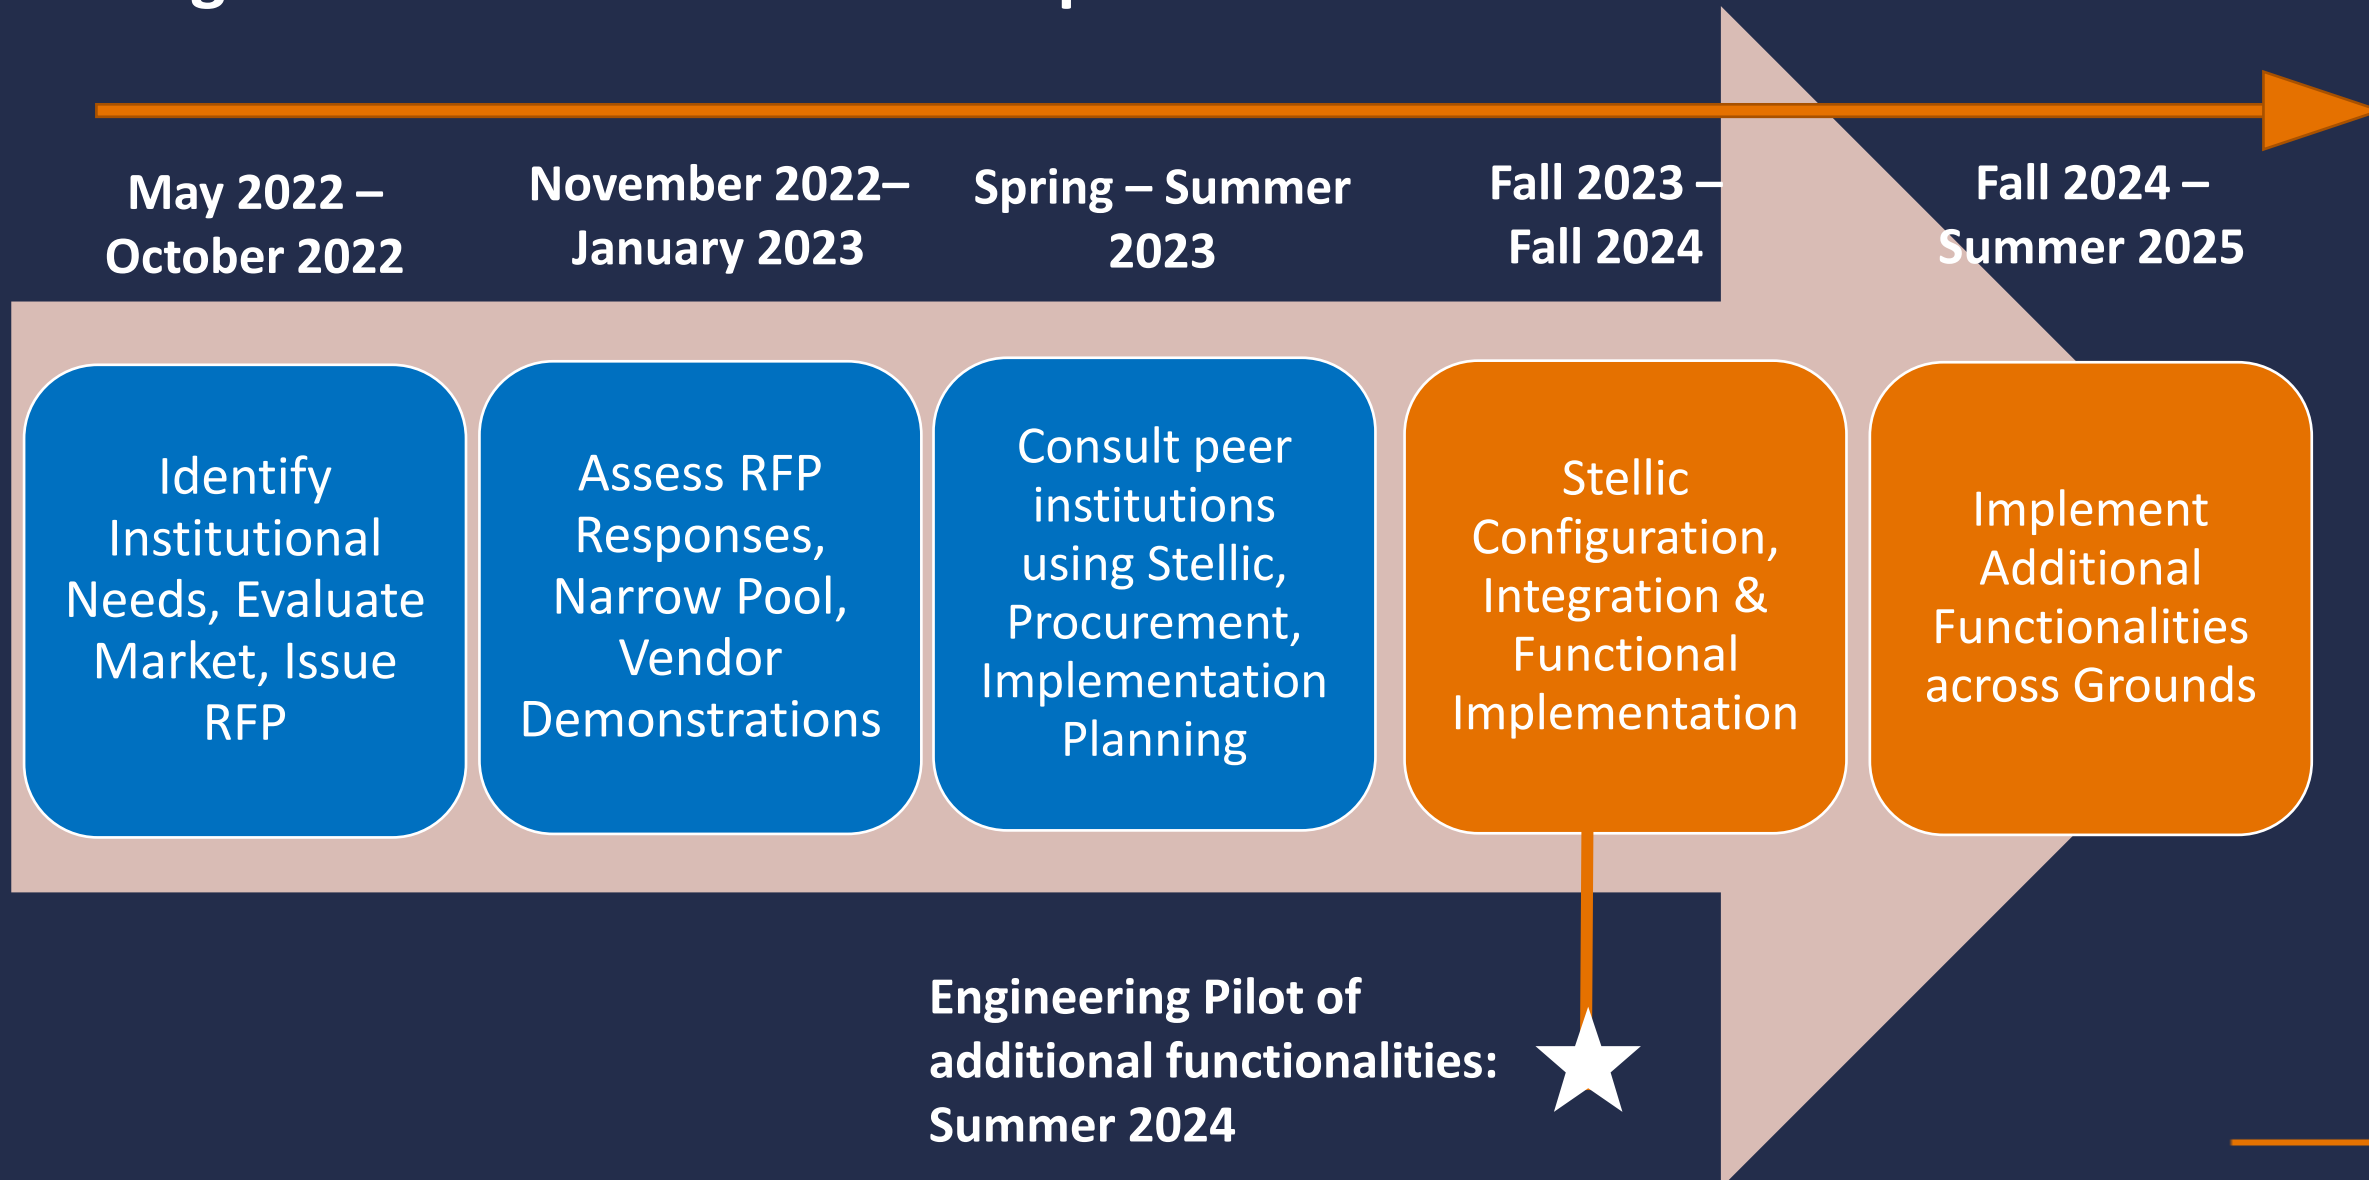 May 2022 –
October 2022
November 2022–
January 2023
Spring – Summer
2023
Fall 2023 –
Fall 2024
Fall 2024 –
Summer 2025
Identify
Institutional
Needs, Evaluate
Market, Issue
RFP
Assess RFP
Responses,
Narrow Pool,
Vendor
Demonstrations
Consult peer
institutions
using Stellic,
Procurement,
Implementation
Planning
Stellic
Configuration,
Integration &
Functional
Implementation
Implement
Additional
Functionalities
across Grounds
Engineering Pilot of
additional functionalities:
Summer 2024